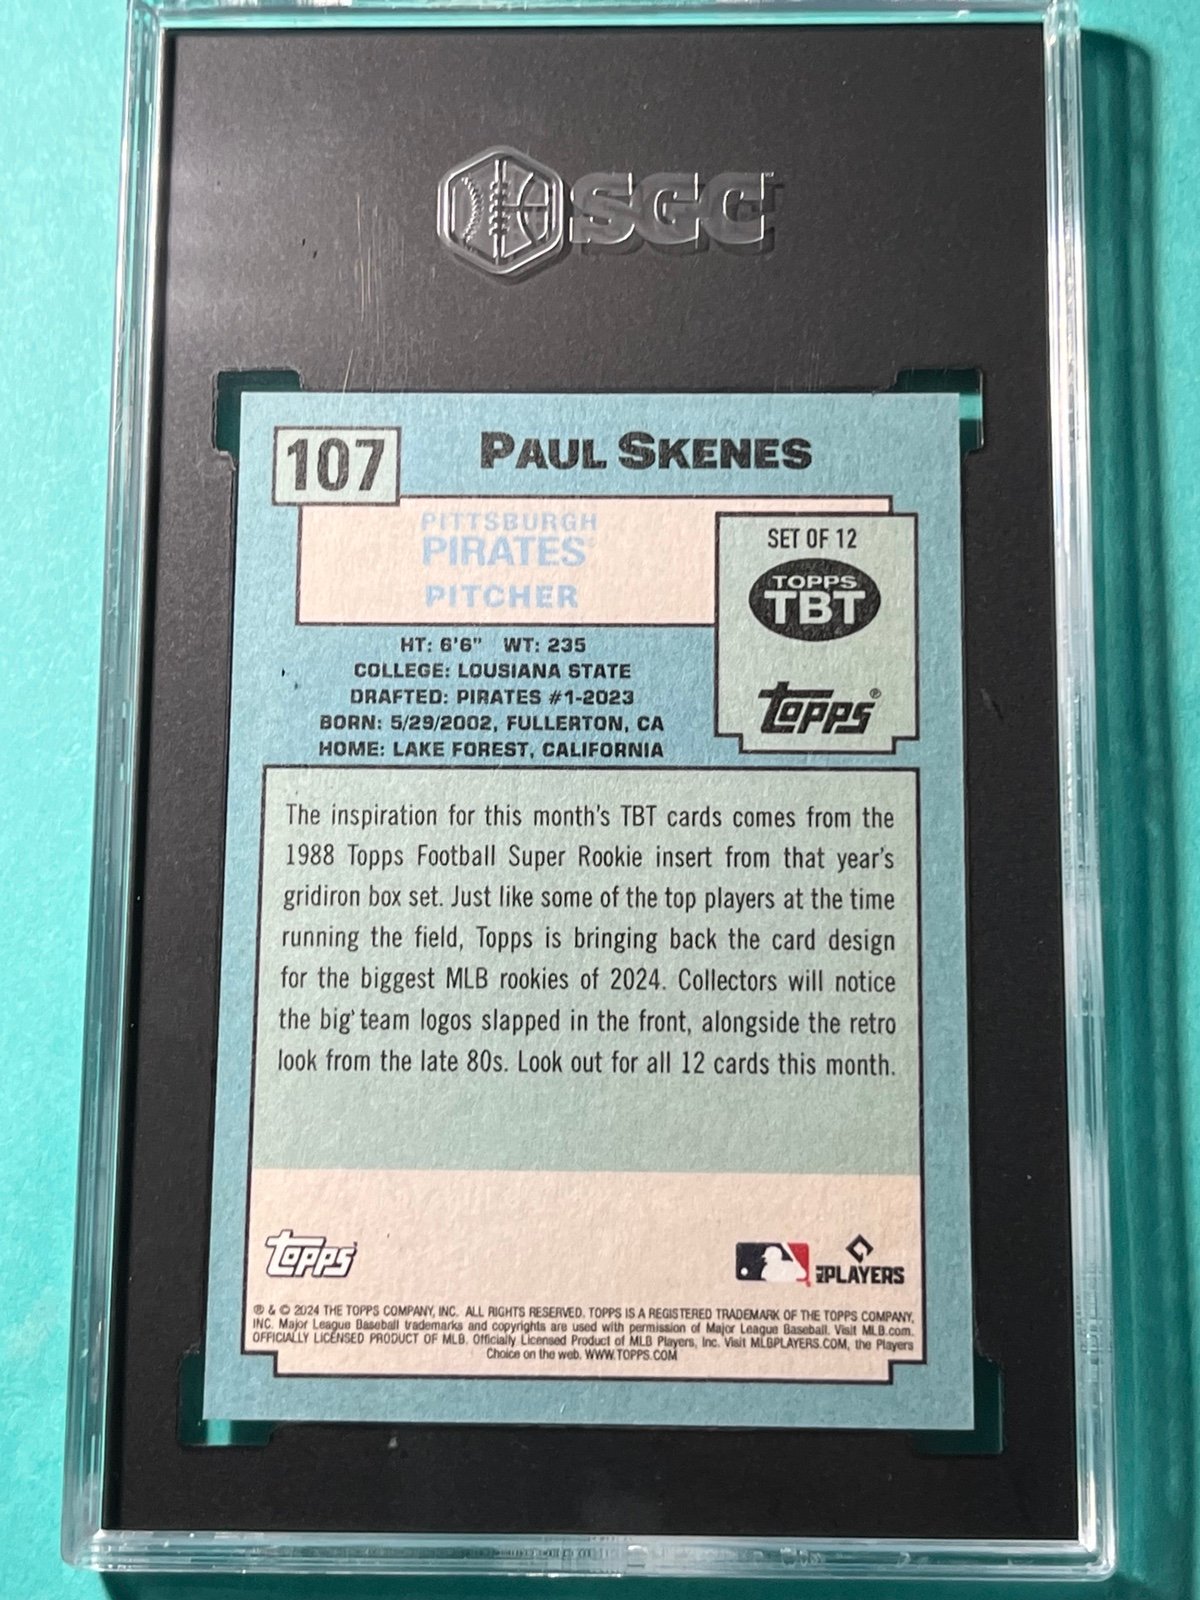 SGC
107
PAUL SKENES
PITTSBURGH
PIRATES
PITCHER
SET OF 12
TOPPS
TBT
Topps®
HT: 6'6" WT: 235
COLLEGE: LOUSIANA STATE
DRAFTED: PIRATES #1-2023
BORN: 5/29/2002, FULLERTON, CA
HOME: LAKE FOREST, CALIFORNIA
The inspiration for this month's TBT cards comes from the
1988 Topps Football Super Rookie insert from that year's
gridiron box set. Just like some of the top players at the time
running the field, Topps is bringing back the card design
for the biggest MLB rookies of 2024. Collectors will notice
the big team logos slapped in the front, alongside the retro
look from the late 80s. Look out for all 12 cards this month.
Topps
MLB PLAYERS
® & © 2024 THE TOPPS COMPANY, INC. ALL RIGHTS RESERVED. TOPPS IS A REGISTERED TRADEMARK OF THE TOPPS COMPANY,
INC. Major League Baseball trademarks and copyrights are used with permission of Major League Baseball. Visit MLB.com.
OFFICIALLY LICENSED PRODUCT OF MLB. Officially Licensed Product of MLB Players, Inc. Visit MLBPLAYERS.COM, the Players
Choice on the web. WWW.TOPPS.COM